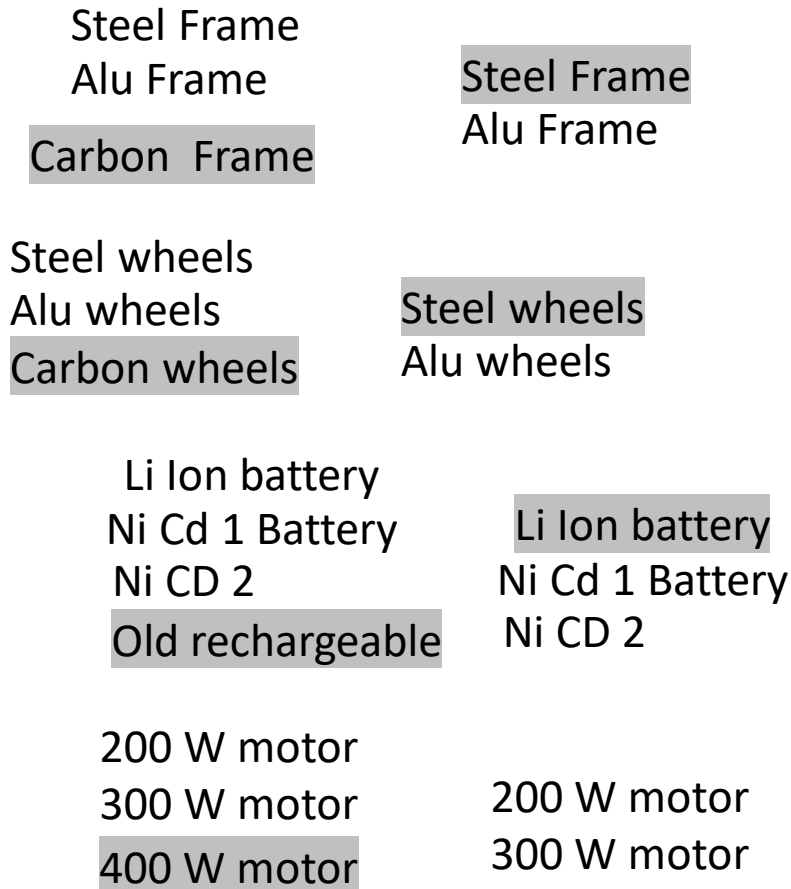 Steel Frame
Alu Frame
Carbon  Frame
Steel Frame
Alu Frame
Steel wheels
Alu wheels
Carbon wheels
Steel wheels
Alu wheels
Li Ion battery
Ni Cd 1 Battery
Ni CD 2
Old rechargeable
Li Ion battery
Ni Cd 1 Battery
Ni CD 2
200 W motor
300 W motor
400 W motor
200 W motor
300 W motor